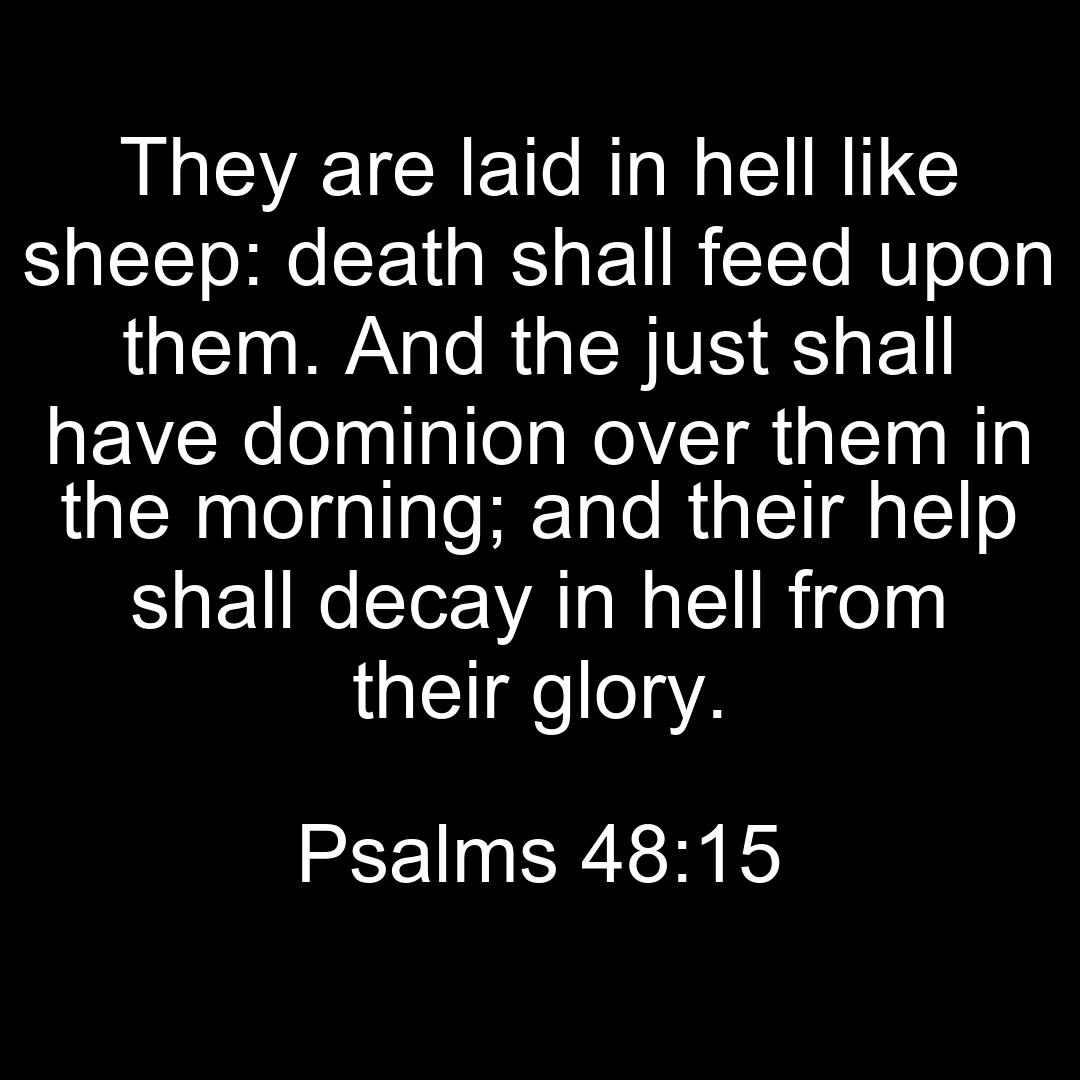 They are laid in hell like
sheep: death shall feed upon
them. And the just shall
have dominion over them in
the morning; and their help
shall decay in hell from
their glory.
Psalms 48:15